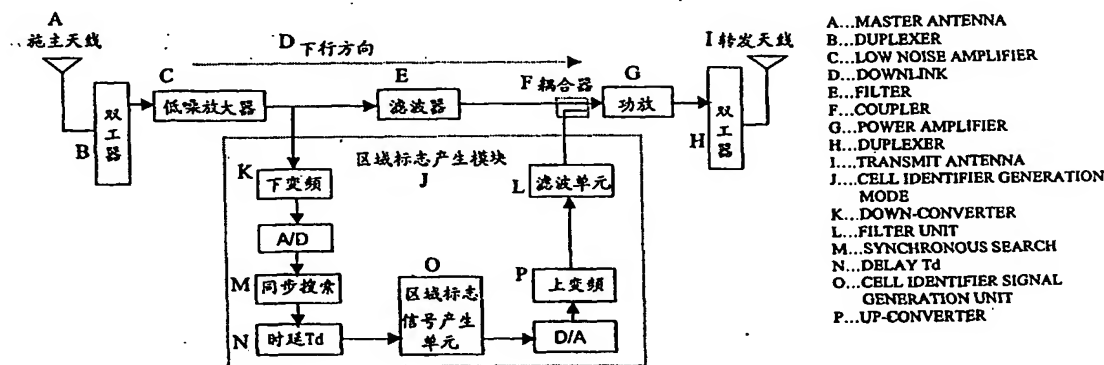 A
施主天线
D 下行方向
I 转发天线
C
低噪放大器
E
滤波器
F 耦合器
G
功放
双工器
B
双工器
H
区域标志产生模块
J
K
下变频
A/D
M
同步搜索
N
时延Td
O
区域标志
信号产生
单元
D/A
P
上变频
L
滤波单元
A...MASTER ANTENNA
B...DUPLEXER
C...LOW NOISE AMPLIFIER
D...DOWNLINK
E...FILTER
F...COUPLER
G...POWER AMPLIFIER
H...DUPLEXER
I....TRANSMIT ANTENNA
J....CELL IDENTIFIER GENERATION
MODE
K...DOWN-CONVERTER
L...FILTER UNIT
M...SYNCHRONOUS SEARCH
N...DELAY Td
O...CELL IDENTIFIER SIGNAL
GENERATION UNIT
P...UP-CONVERTER